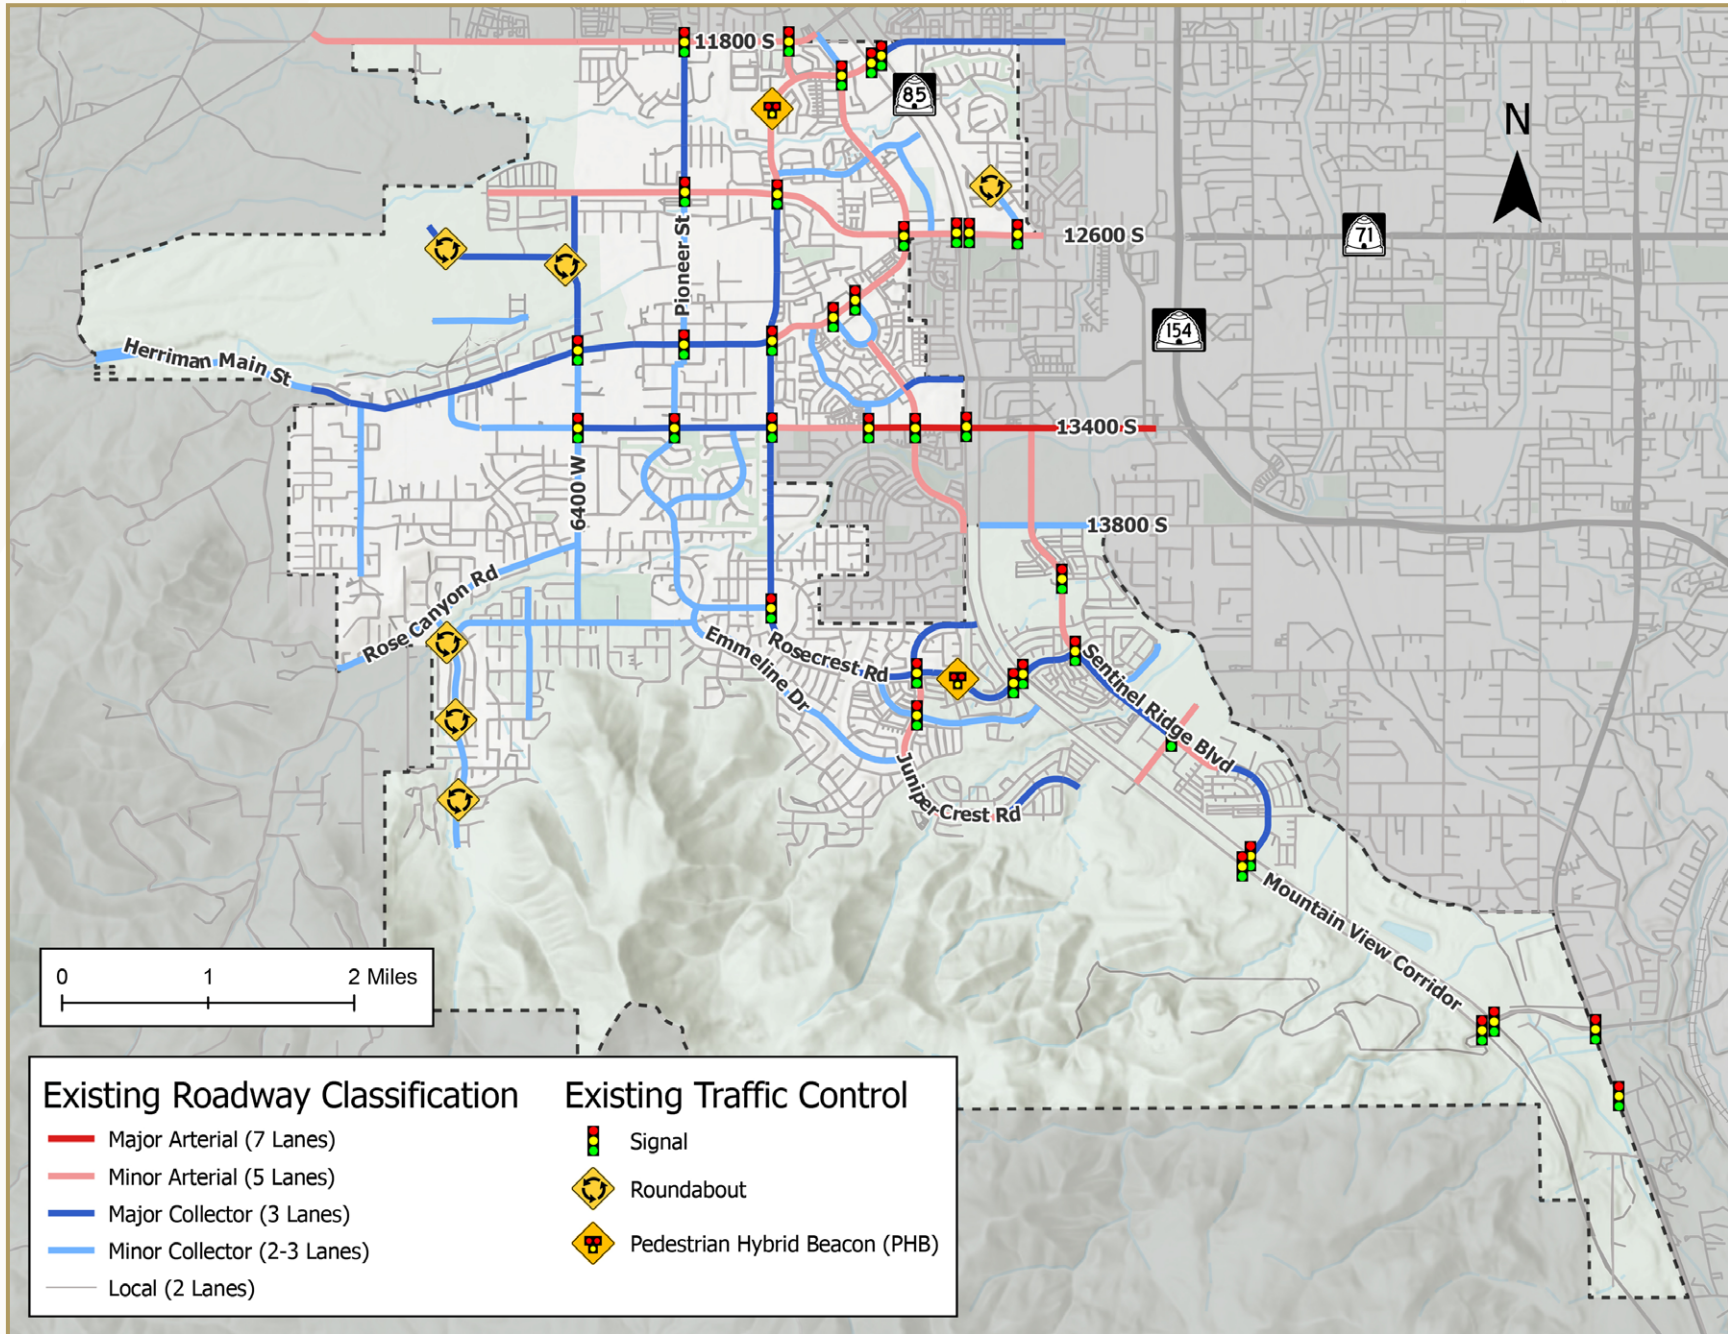 11800 S
85
N
12600 S
71
Pioneer St
154
Herriman Main St
13400 S
6400 W
13800 S
Rose Canyon Rd
Emmeline Dr
Rosecrest Rd
Sentinel Ridge Blvd
Juniper Crest Rd
Mountain View Corridor
0 1 2 Miles
Existing Roadway Classification
Major Arterial (7 Lanes)
Minor Arterial (5 Lanes)
Major Collector (3 Lanes)
Minor Collector (2-3 Lanes)
Local (2 Lanes)
Existing Traffic Control
Signal
Roundabout
Pedestrian Hybrid Beacon (PHB)